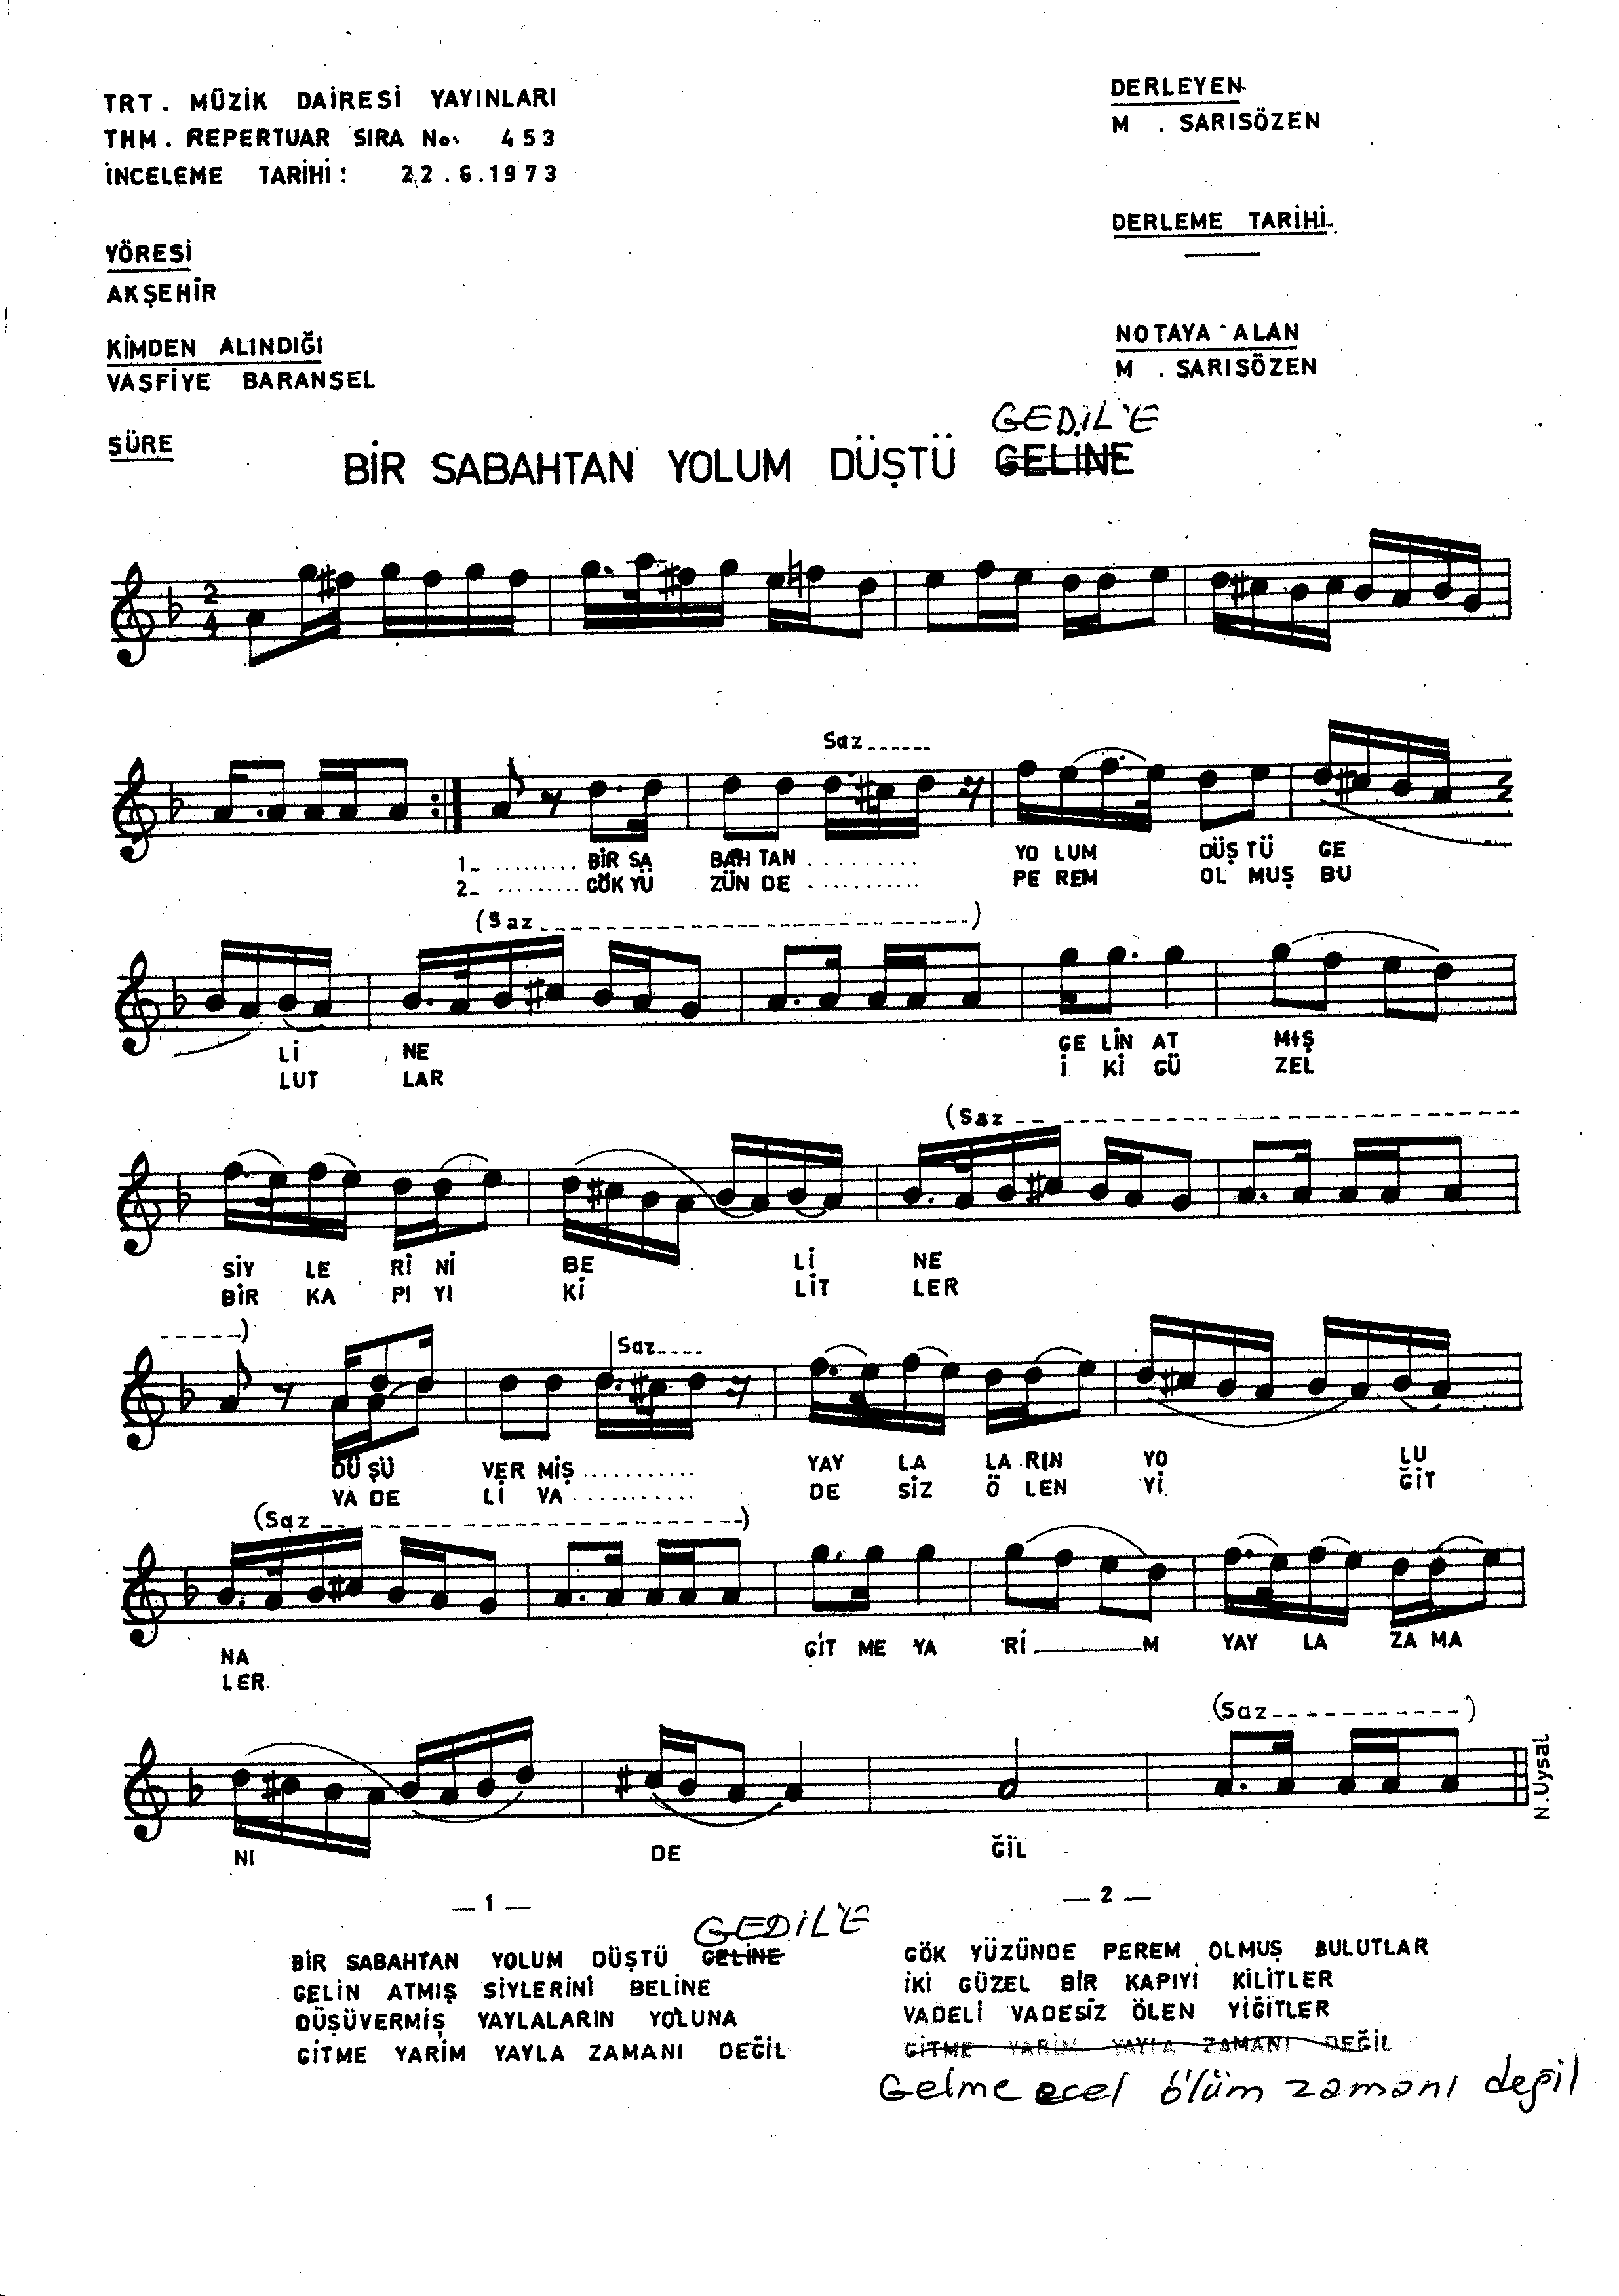 TRT. MÜZİK DAİRESİ YAYINLARI
THM. REPERTUAR SIRA No. 453
İNCELEME TARİHİ: 22.6.1973
DERLEYEN
M. SARISÖZEN
DERLEME TARİHİ
YÖRESİ
AKŞEHİR
KİMDEN ALINDIĞI
VASFİYE BARANSEL
NOTAYA ALAN
M. SARISÖZEN
SÜRE
GEDİL'E
BİR SABAHTAN YOLUM DÜŞTÜ GELINE
2
4
Saz......
1_ ......... BİR SA BAH TAN .......... YO LUM DÜŞ TÜ GE
2_ ......... GÖK YÜ ZÜN DE .......... PE REM OL MUŞ BU
(Saz --------------------)
Lİ NE GE LİN AT MIŞ
LUT LAR İ Kİ GÜ ZEL
(Saz --------------------
SİY LE Rİ Nİ BE Lİ NE
BİR KA PI YI Kİ LİT LER
-----)
Saz....
DÜ ŞÜ VER MİŞ .......... YAY LA LA RIN YO LU
VA DE Lİ VA .......... DE SİZ Ö LEN Yİ ĞİT
(Saz --------------------)
NA GİT ME YA Rİ____M YAY LA ZA MA
LER
(Saz-----------)
NI DE ĞİL
N.Uysal
_ 1 _
GEDİL'E
BİR SABAHTAN YOLUM DÜŞTÜ GELİNE
GELİN ATMIŞ SİYLERİNİ BELİNE
DÜŞÜVERMİŞ YAYLALARIN YOLUNA
GİTME YARİM YAYLA ZAMANI DEĞİL
_ 2 _
GÖK YÜZÜNDE PEREM OLMUŞ BULUTLAR
İKİ GÜZEL BİR KAPIYİ KİLİTLER
VADELİ VADESİZ ÖLEN YİĞİTLER
GİTME YARİM YAYLA ZAMANI DEĞİL
Gelme ecel ölüm zamanı değil